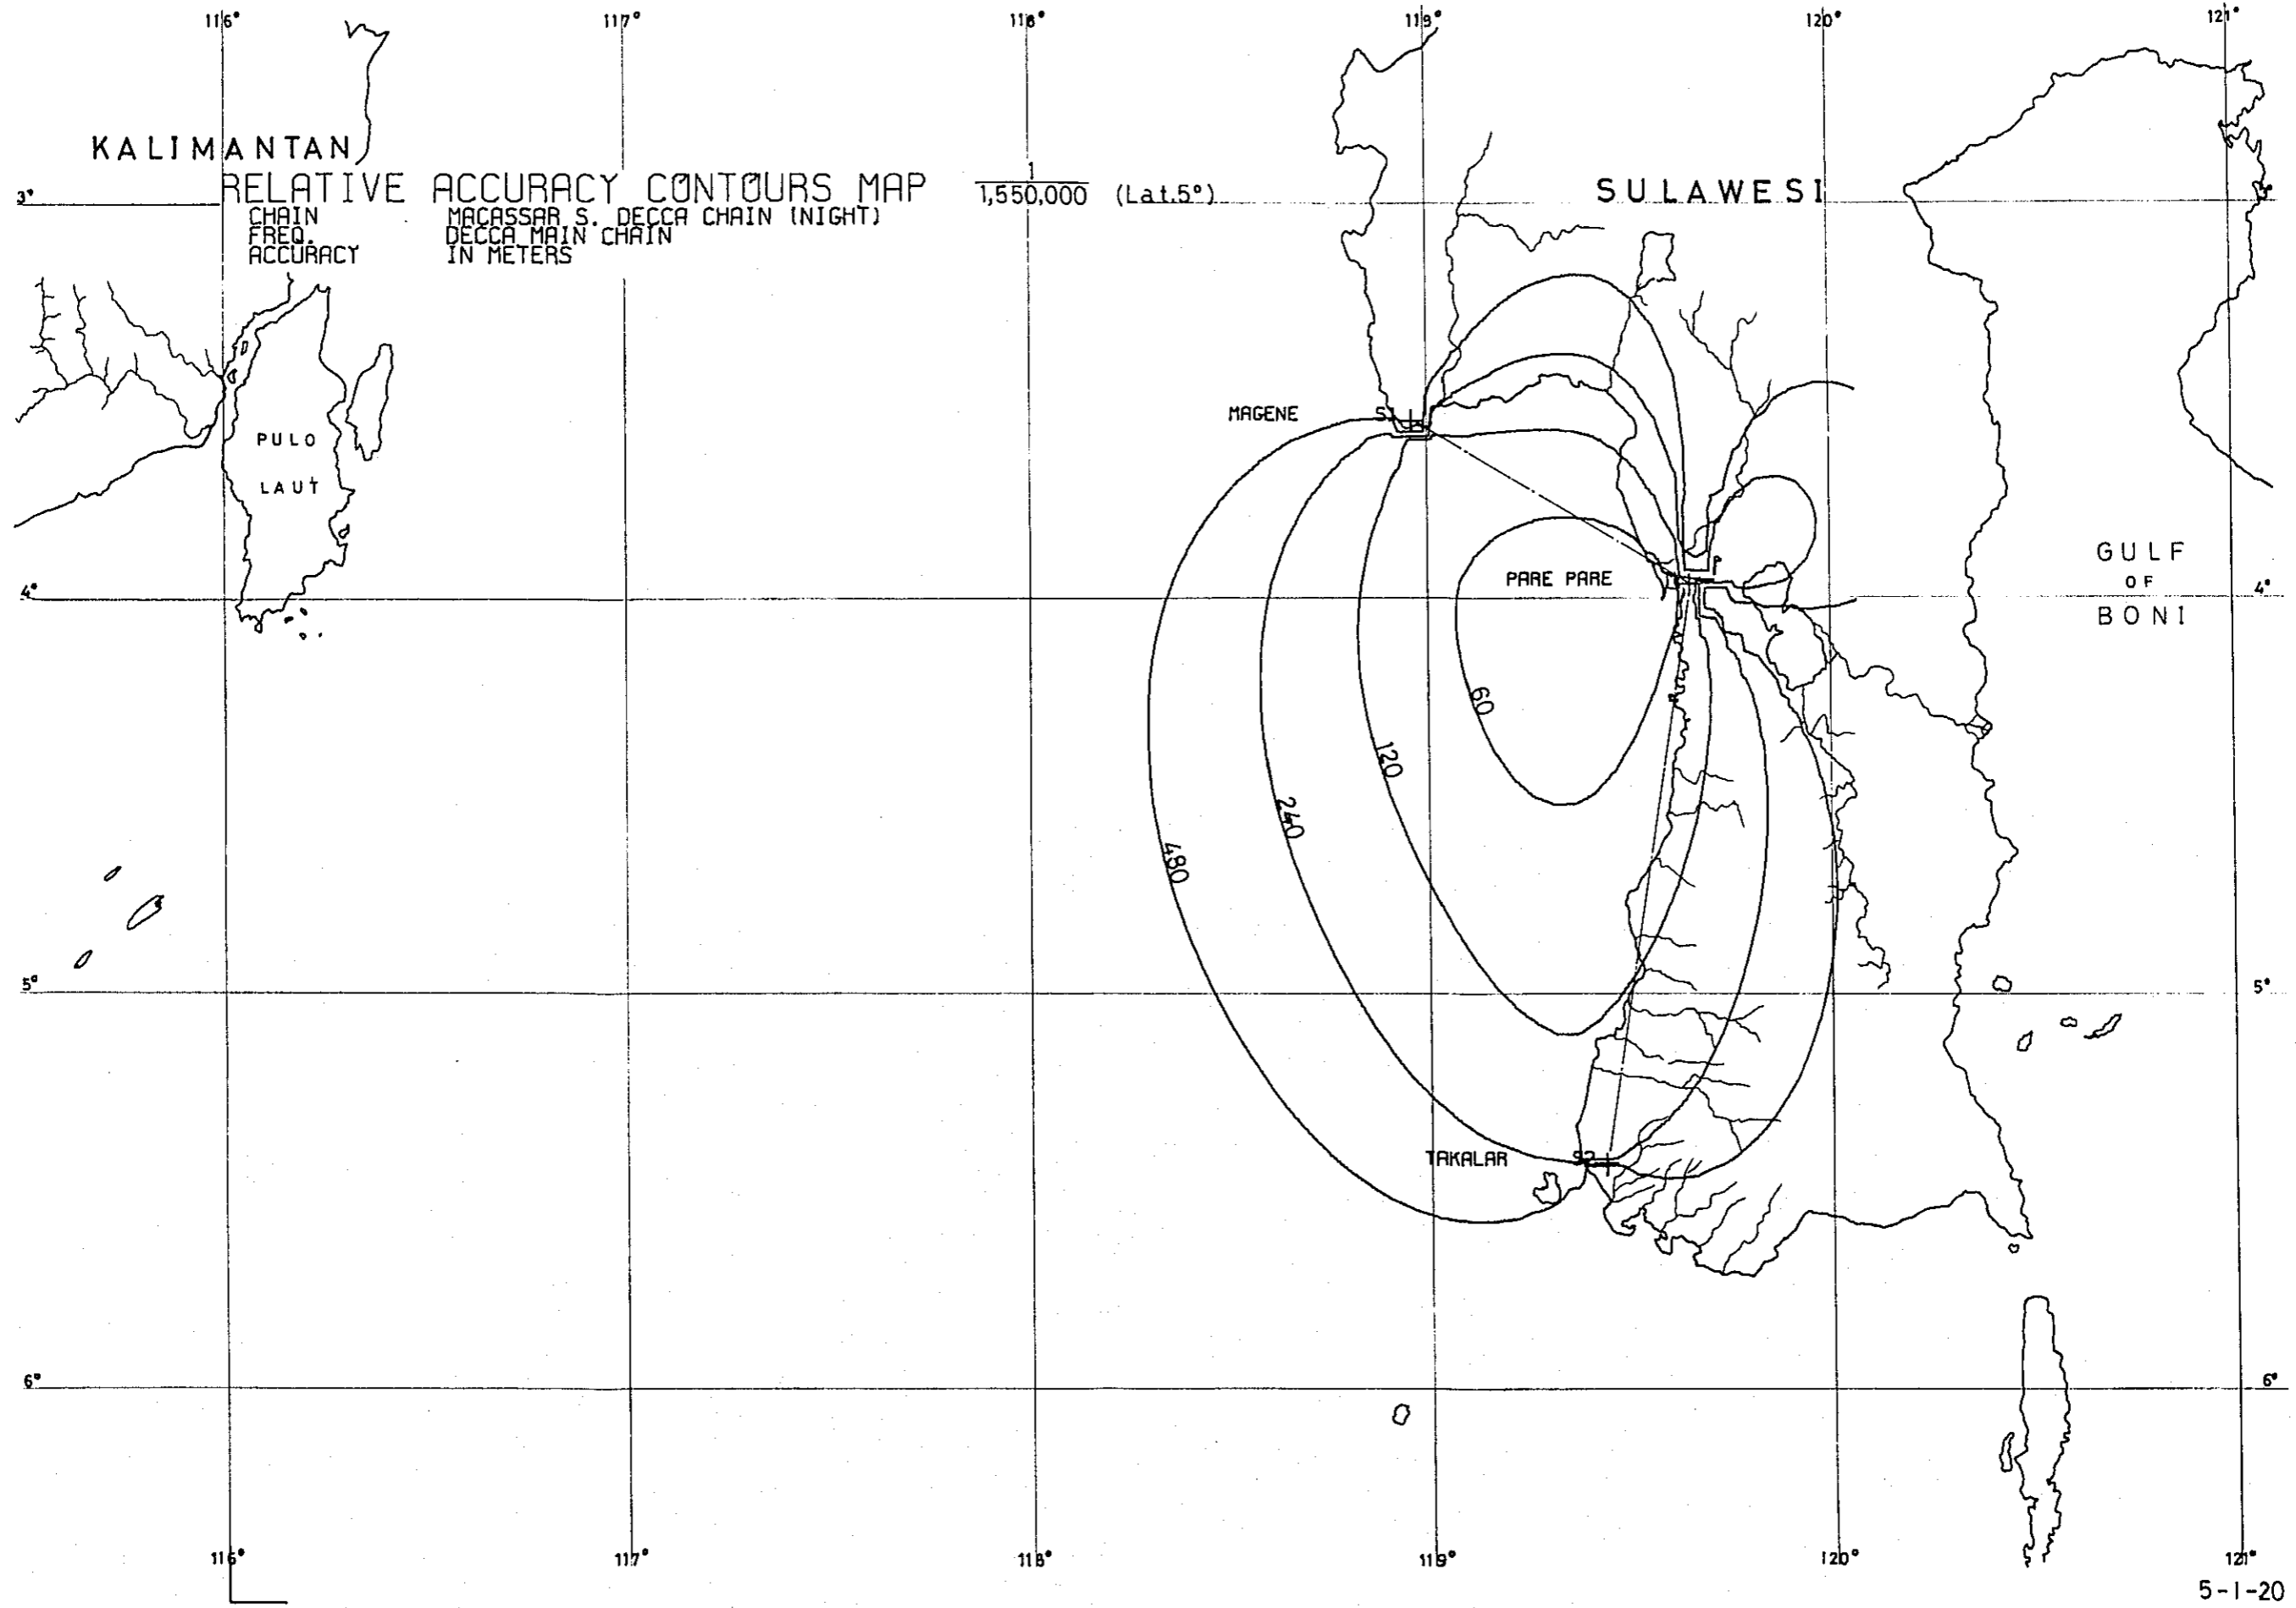 116° 117° 118° 119° 120° 121°
KALIMANTAN
RELATIVE ACCURACY CONTOURS MAP
1
1,550,000 (Lat.5°)
SULAWESI
3°
CHAIN MACASSAR S. DECCA CHAIN (NIGHT)
FREQ. DECCA MAIN CHAIN
ACCURACY IN METERS
MAGENE S1
PULO
LAUT
P
PARE PARE
GULF
OF
BONI
4° 4°
60
120
240
480
5° 5°
TAKALAR S2
6° 6°
116° 117° 118° 119° 120° 121°
5-1-20